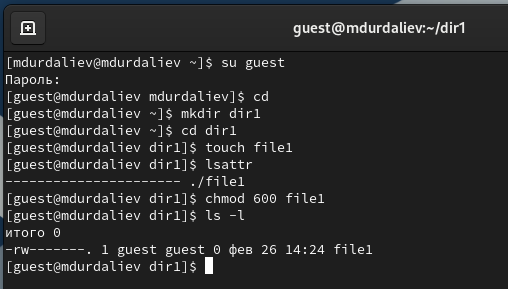 guest@mdurdaliev:~/dir1
[mdurdaliev@mdurdaliev ~]$ su guest
Пароль:
[guest@mdurdaliev mdurdaliev]$ cd
[guest@mdurdaliev ~]$ mkdir dir1
[guest@mdurdaliev ~]$ cd dir1
[guest@mdurdaliev dir1]$ touch file1
[guest@mdurdaliev dir1]$ lsattr
---------------------- ./file1
[guest@mdurdaliev dir1]$ chmod 600 file1
[guest@mdurdaliev dir1]$ ls -l
итого 0
-rw-------. 1 guest guest 0 фев 26 14:24 file1
[guest@mdurdaliev dir1]$